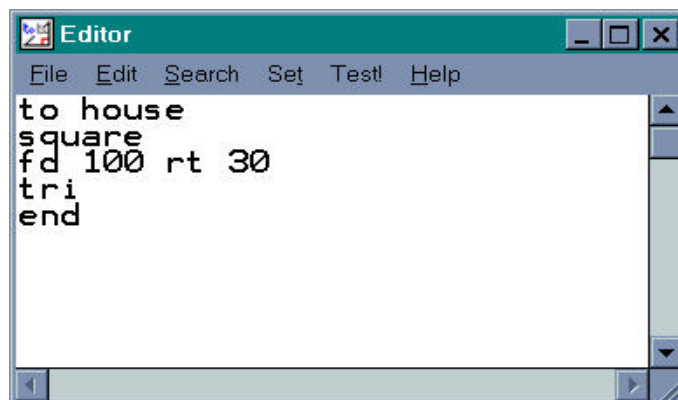 Editor
File Edit Search Set Test! Help
to house
square
fd 100 rt 30
tri
end